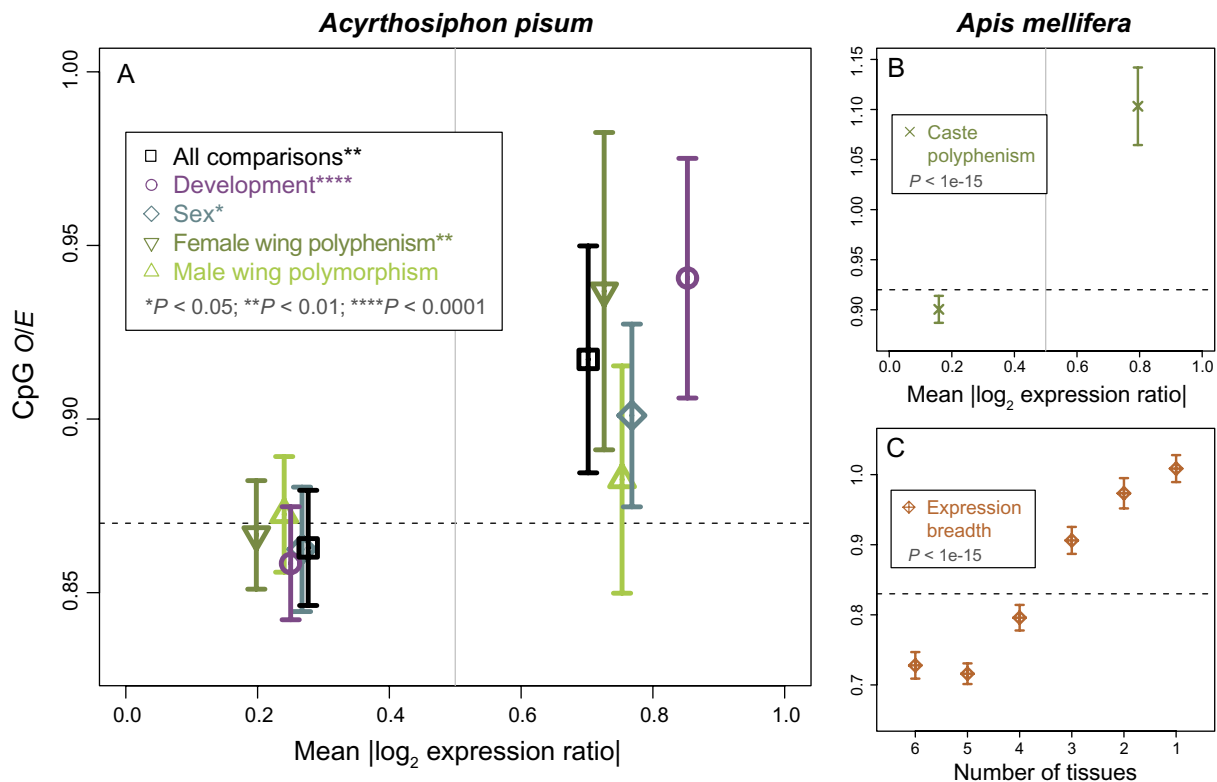 Acyrthosiphon pisum
Apis mellifera
A
CpG O/E
1.00
0.95
0.90
0.85
All comparisons**
Development****
Sex*
Female wing polyphenism**
Male wing polymorphism
*P < 0.05; **P < 0.01; ****P < 0.0001
0.0 0.2 0.4 0.6 0.8 1.0
Mean |log2 expression ratio|
B
1.15
1.10
1.05
1.00
0.95
0.90
Caste
polyphenism
P < 1e-15
0.0 0.2 0.4 0.6 0.8 1.0
Mean |log2 expression ratio|
C
1.0
0.9
0.8
0.7
Expression
breadth
P < 1e-15
6 5 4 3 2 1
Number of tissues